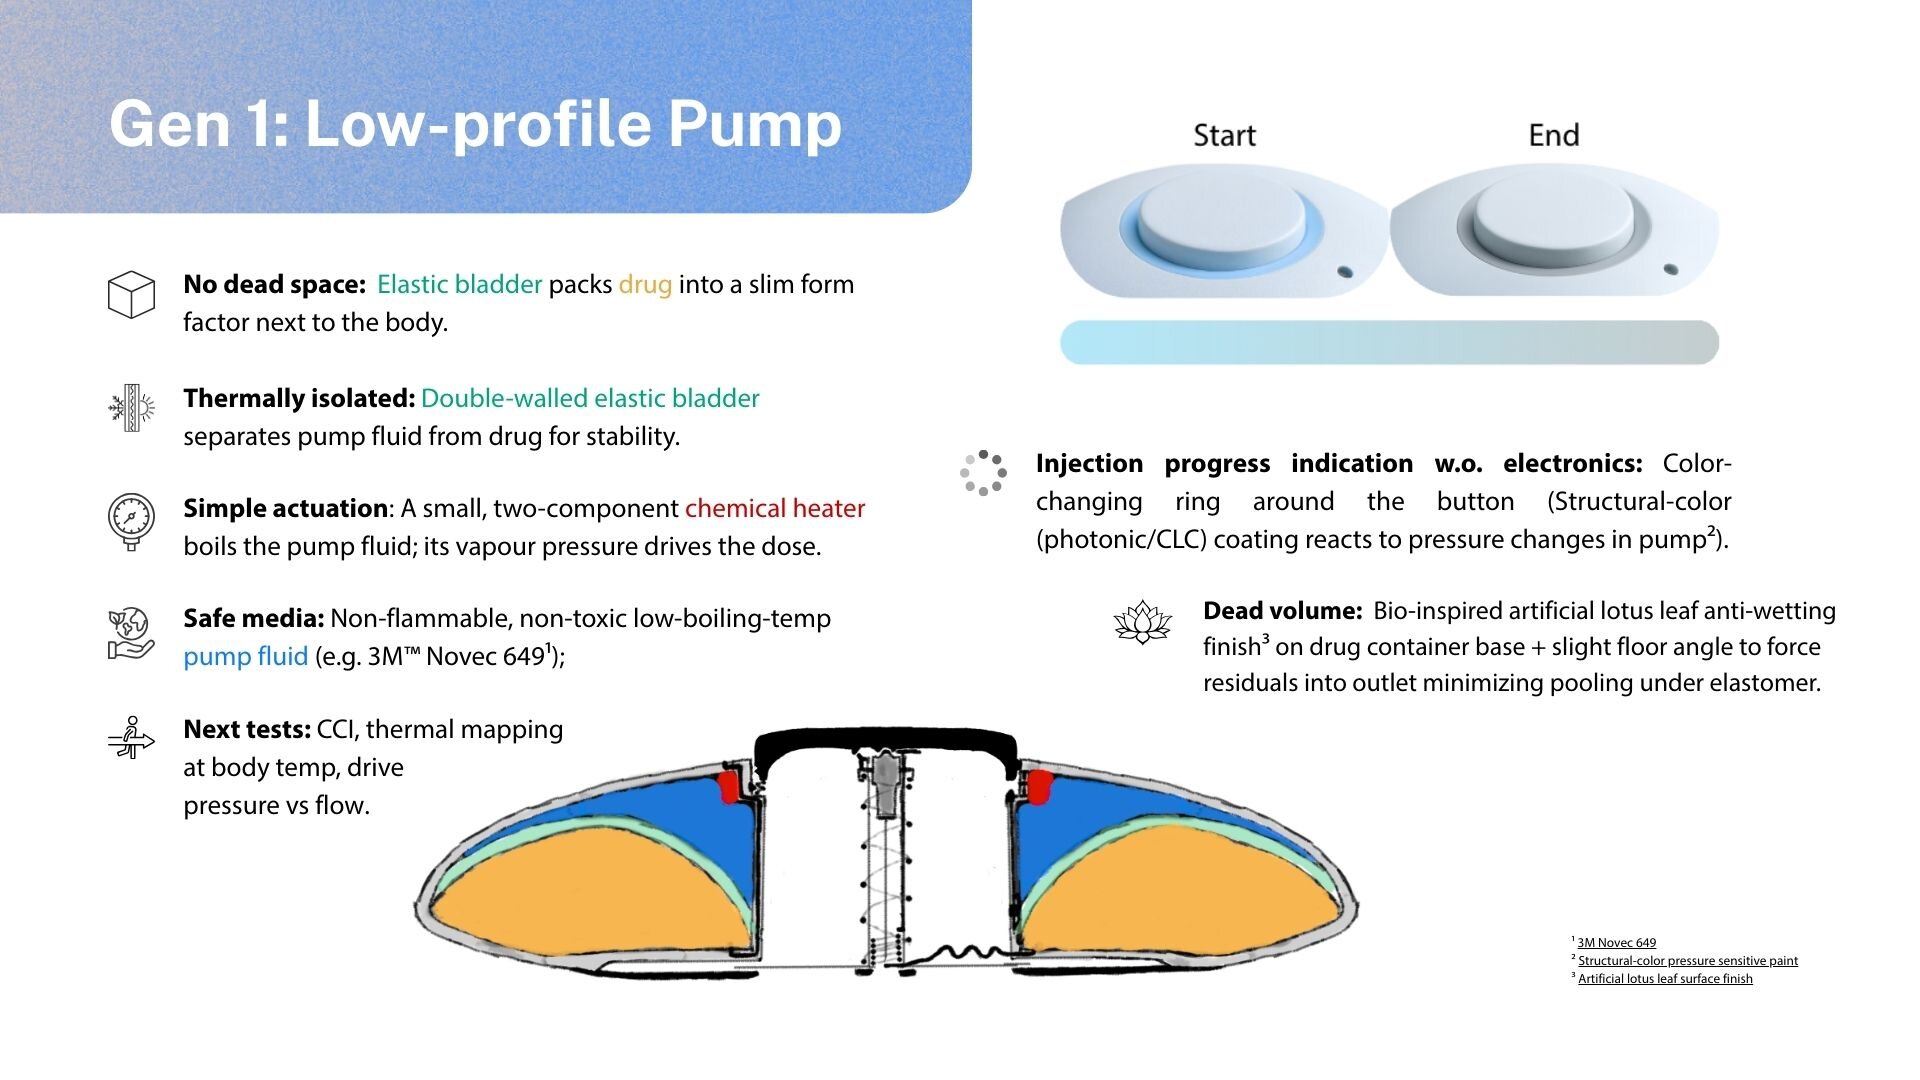 Gen 1: Low-profile Pump
No dead space: Elastic bladder packs drug into a slim form
factor next to the body.
Thermally isolated: Double-walled elastic bladder
separates pump fluid from drug for stability.
Simple actuation: A small, two-component chemical heater
boils the pump fluid; its vapour pressure drives the dose.
Safe media: Non-flammable, non-toxic low-boiling-temp
pump fluid (e.g. 3M™ Novec 649¹);
Next tests: CCI, thermal mapping
at body temp, drive
pressure vs flow.
Start
End
Injection progress indication w.o. electronics: Color-
changing ring around the button (Structural-color
(photonic/CLC) coating reacts to pressure changes in pump²).
Dead volume: Bio-inspired artificial lotus leaf anti-wetting
finish³ on drug container base + slight floor angle to force
residuals into outlet minimizing pooling under elastomer.
¹ 3M Novec 649
² Structural-color pressure sensitive paint
³ Artificial lotus leaf surface finish